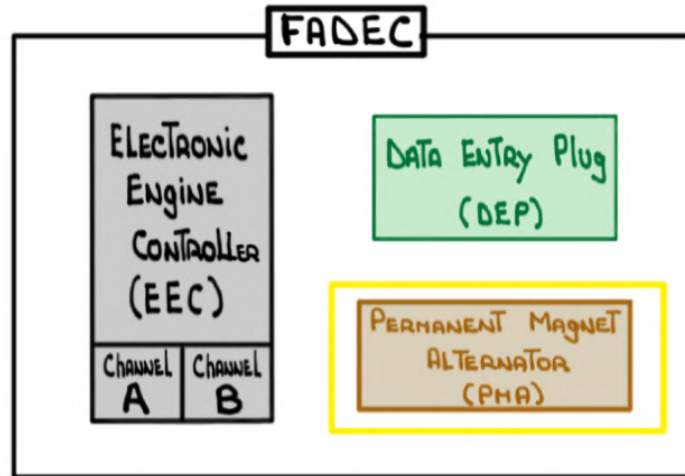 FADEC
ELECTRONIC
ENGINE
CONTROLLER
(EEC)
CHANNEL
A
CHANNEL
B
DATA ENTRY Plug
(DEP)
PERMANENT MAGNET
ALTERNATOR
(PMA)